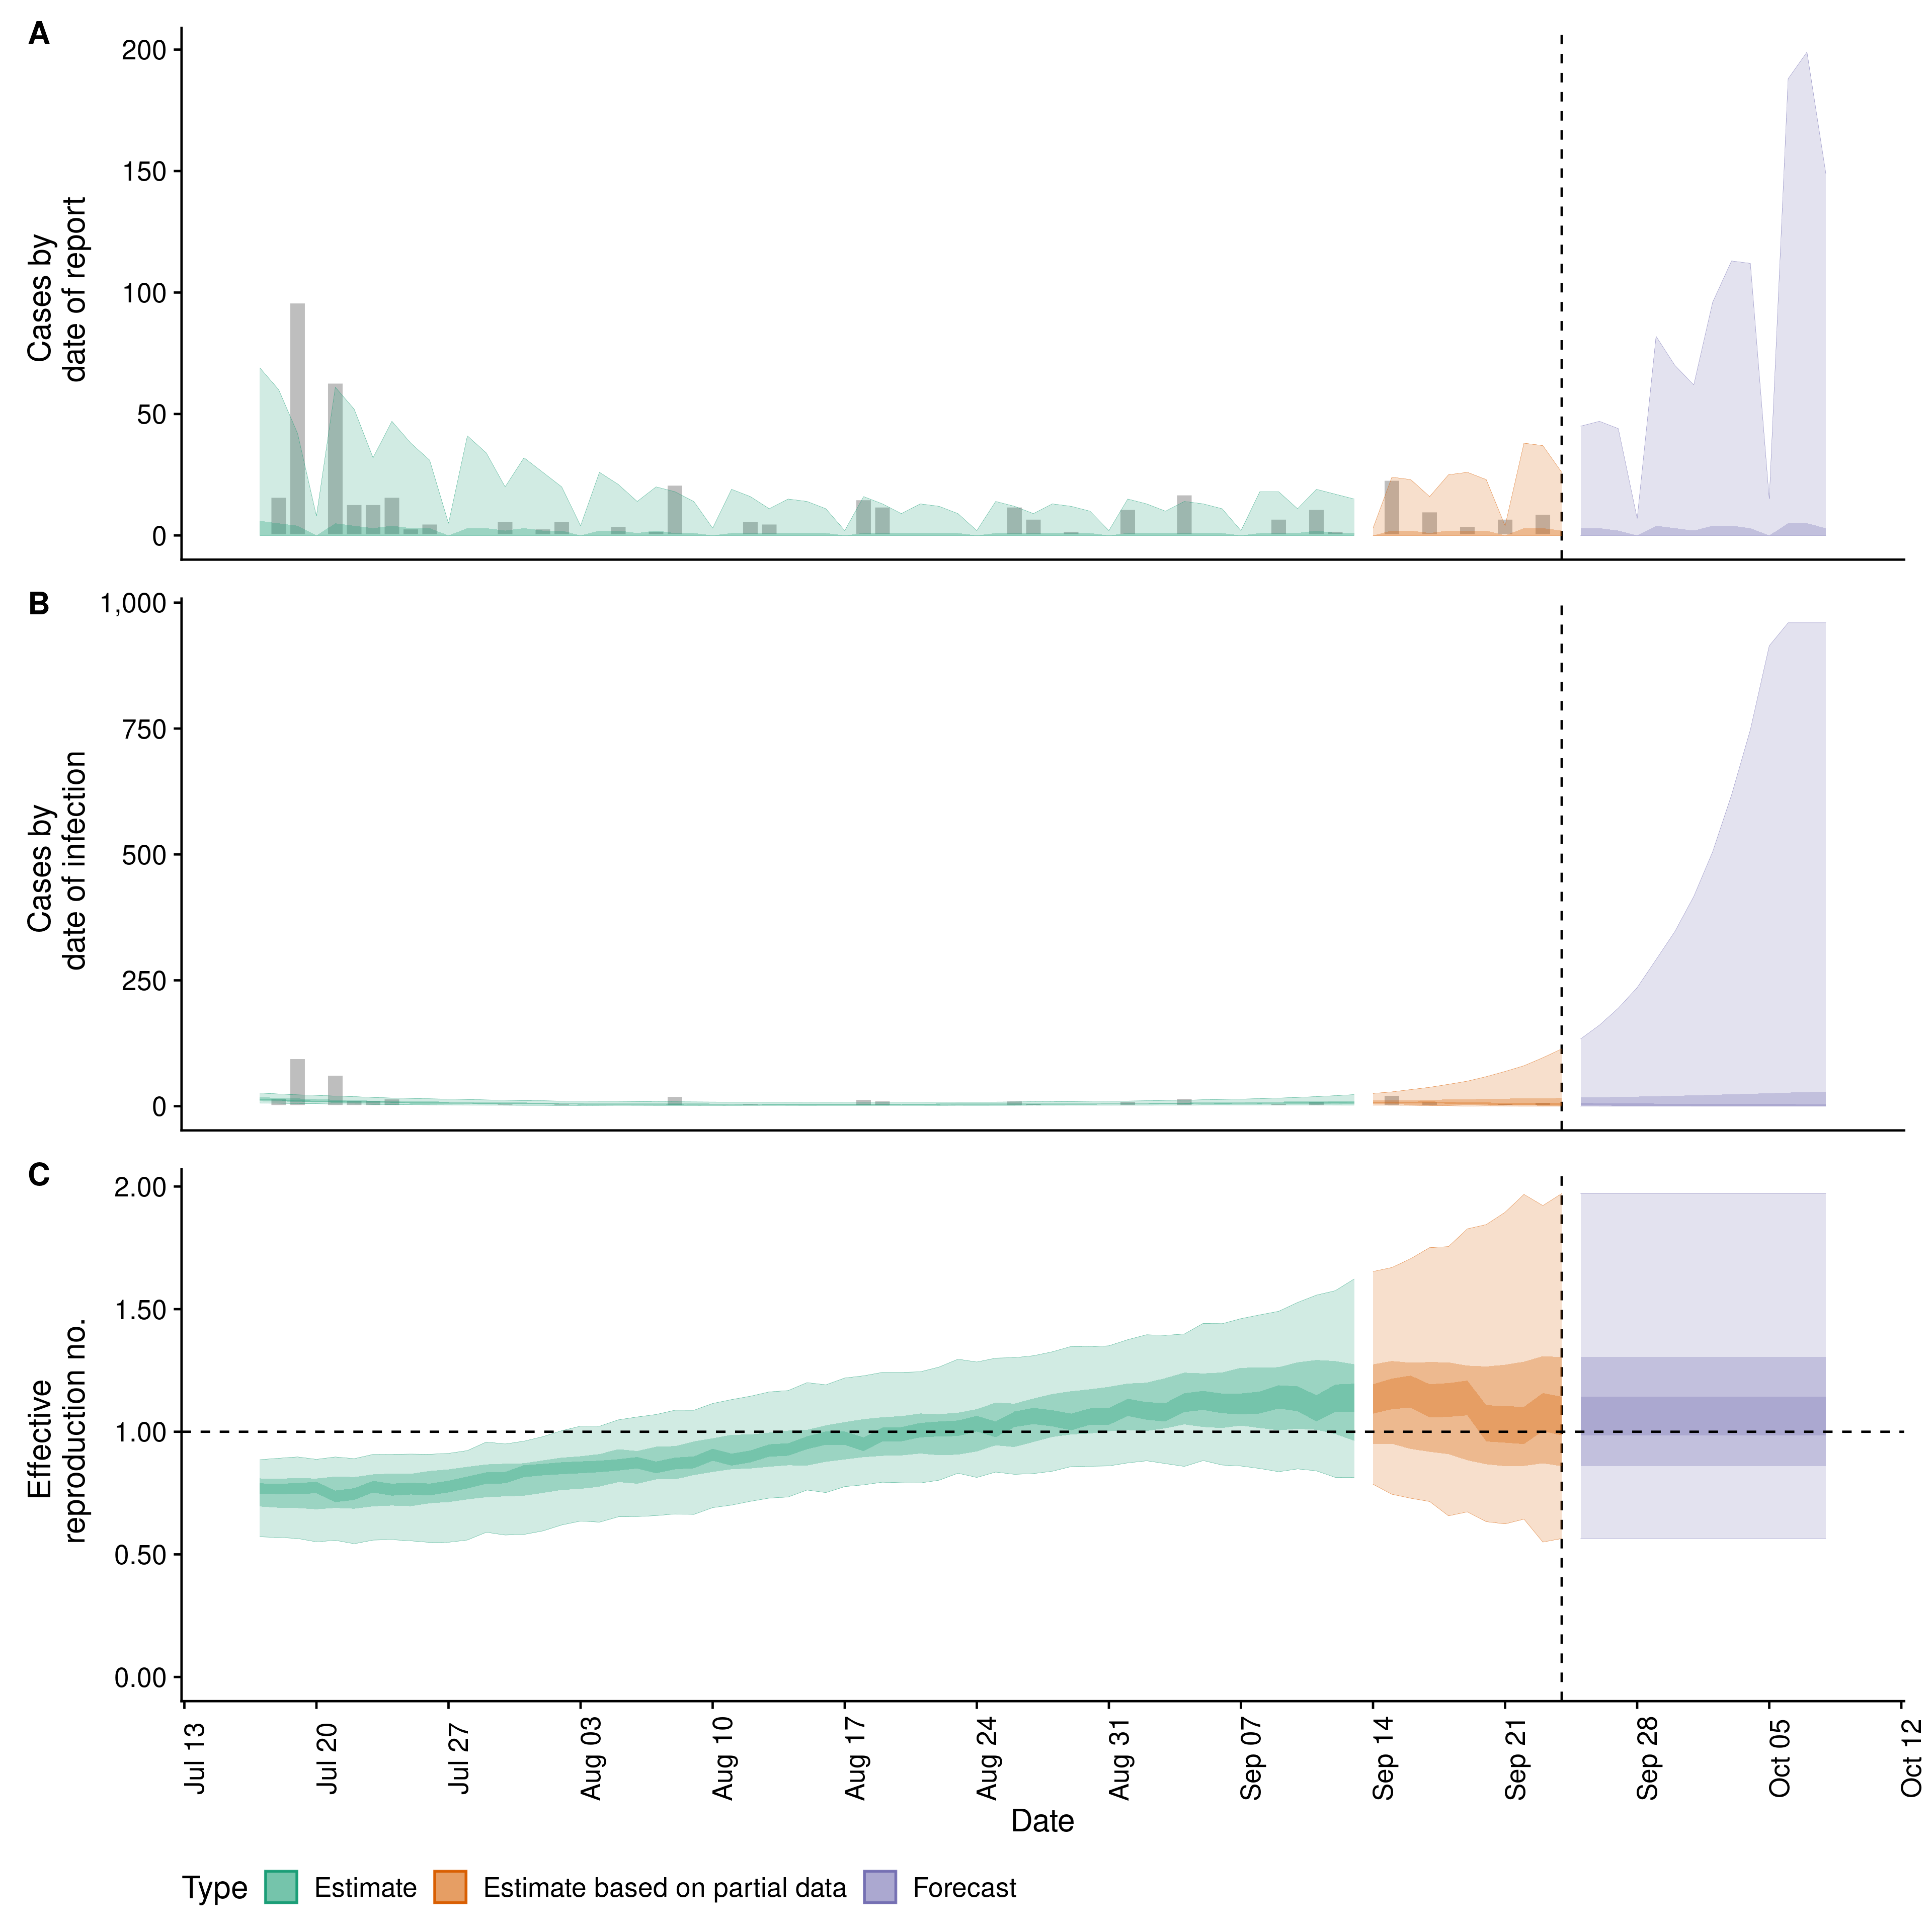 A
200
150
100
50
0
Cases by
date of report
B
1,000
750
500
250
0
Cases by
date of infection
C
2.00
1.50
1.00
0.50
0.00
Effective
reproduction no.
Jul 13
Jul 20
Jul 27
Aug 03
Aug 10
Aug 17
Aug 24
Aug 31
Sep 07
Sep 14
Sep 21
Sep 28
Oct 05
Oct 12
Date
Type Estimate Estimate based on partial data Forecast